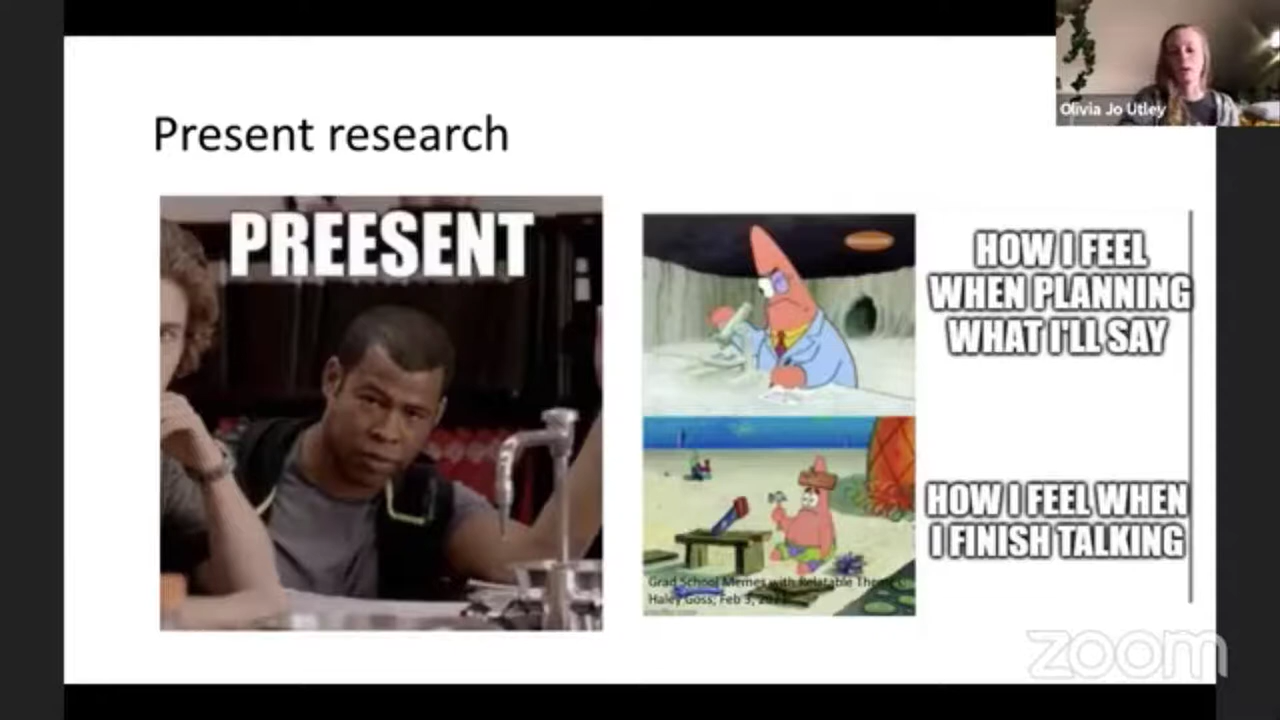 Olivia Jo Utley
Present research
PREESENT
HOW I FEEL
WHEN PLANNING
WHAT I'LL SAY
HOW I FEEL WHEN
I FINISH TALKING
Grad School Memes with Relatable
Haley Goss, Feb 3,
zoom